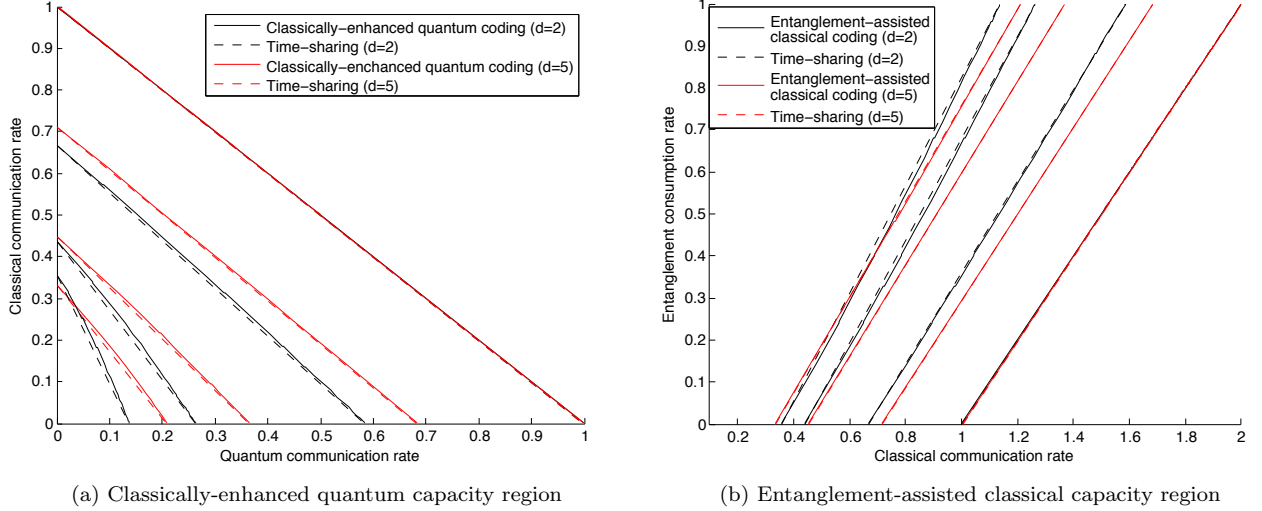 Classically−enhanced quantum coding (d=2)
Time−sharing (d=2)
Classically−enchanced quantum coding (d=5)
Time−sharing (d=5)
1
0.9
0.8
0.7
0.6
0.5
0.4
0.3
0.2
0.1
0
Classical communication rate
0 0.1 0.2 0.3 0.4 0.5 0.6 0.7 0.8 0.9 1
Quantum communication rate
(a) Classically-enhanced quantum capacity region
Entanglement−assisted
classical coding (d=2)
Time−sharing (d=2)
Entanglement−assisted
classical coding (d=5)
Time−sharing (d=5)
1
0.9
0.8
0.7
0.6
0.5
0.4
0.3
0.2
0.1
0
Entanglement consumption rate
0.2 0.4 0.6 0.8 1 1.2 1.4 1.6 1.8 2
Classical communication rate
(b) Entanglement-assisted classical capacity region